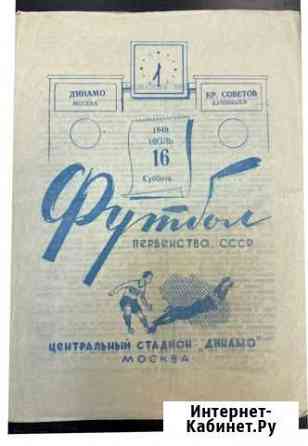 ДИНАМО
МОСКВА
КР. СОВЕТОВ
КУЙБЫШЕВ
1949
ИЮЛЬ
16
Суббота
Футбол
ПЕРВЕНСТВО СССР
ЦЕНТРАЛЬНЫЙ СТАДИОН „ДИНАМО"
МОСКВА
Интернет-
Кабинет.Ру